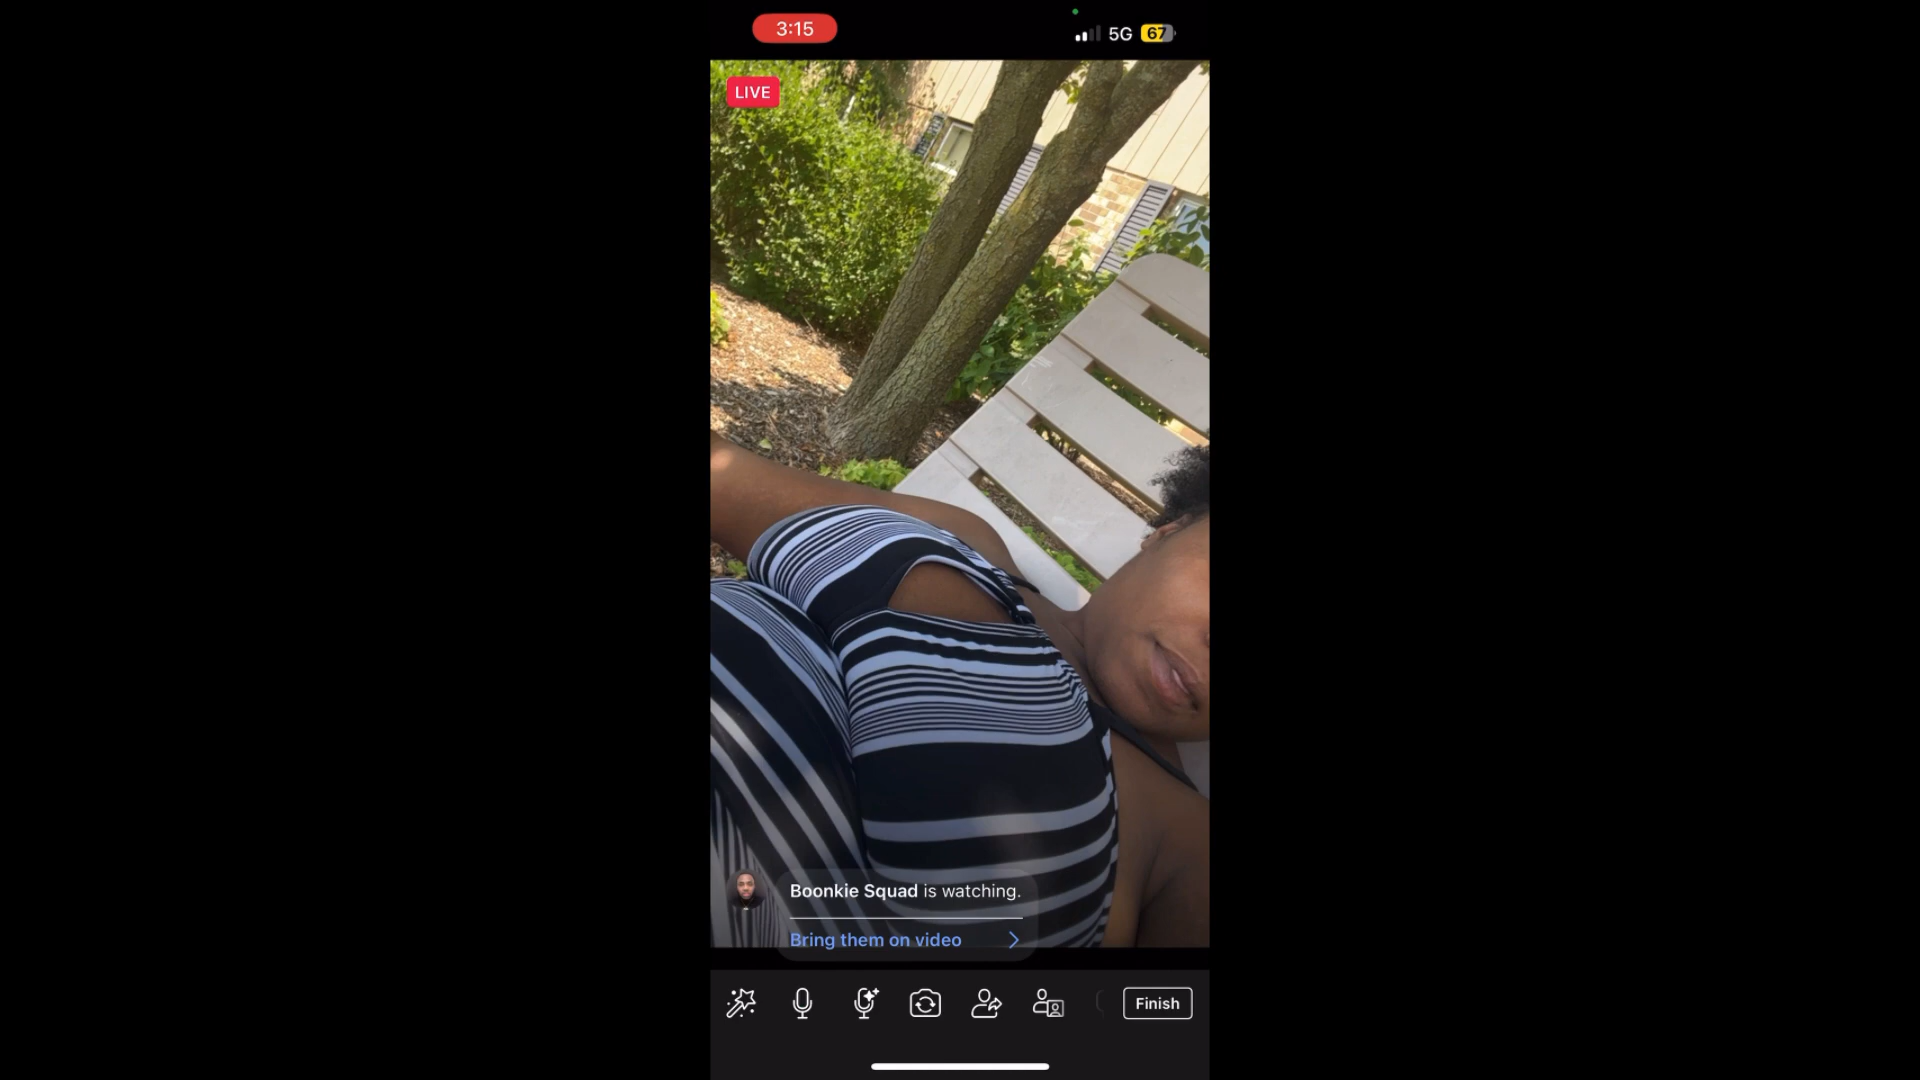 3:15
5G 67
LIVE
Boonkie Squad is watching.
Bring them on video
Finish